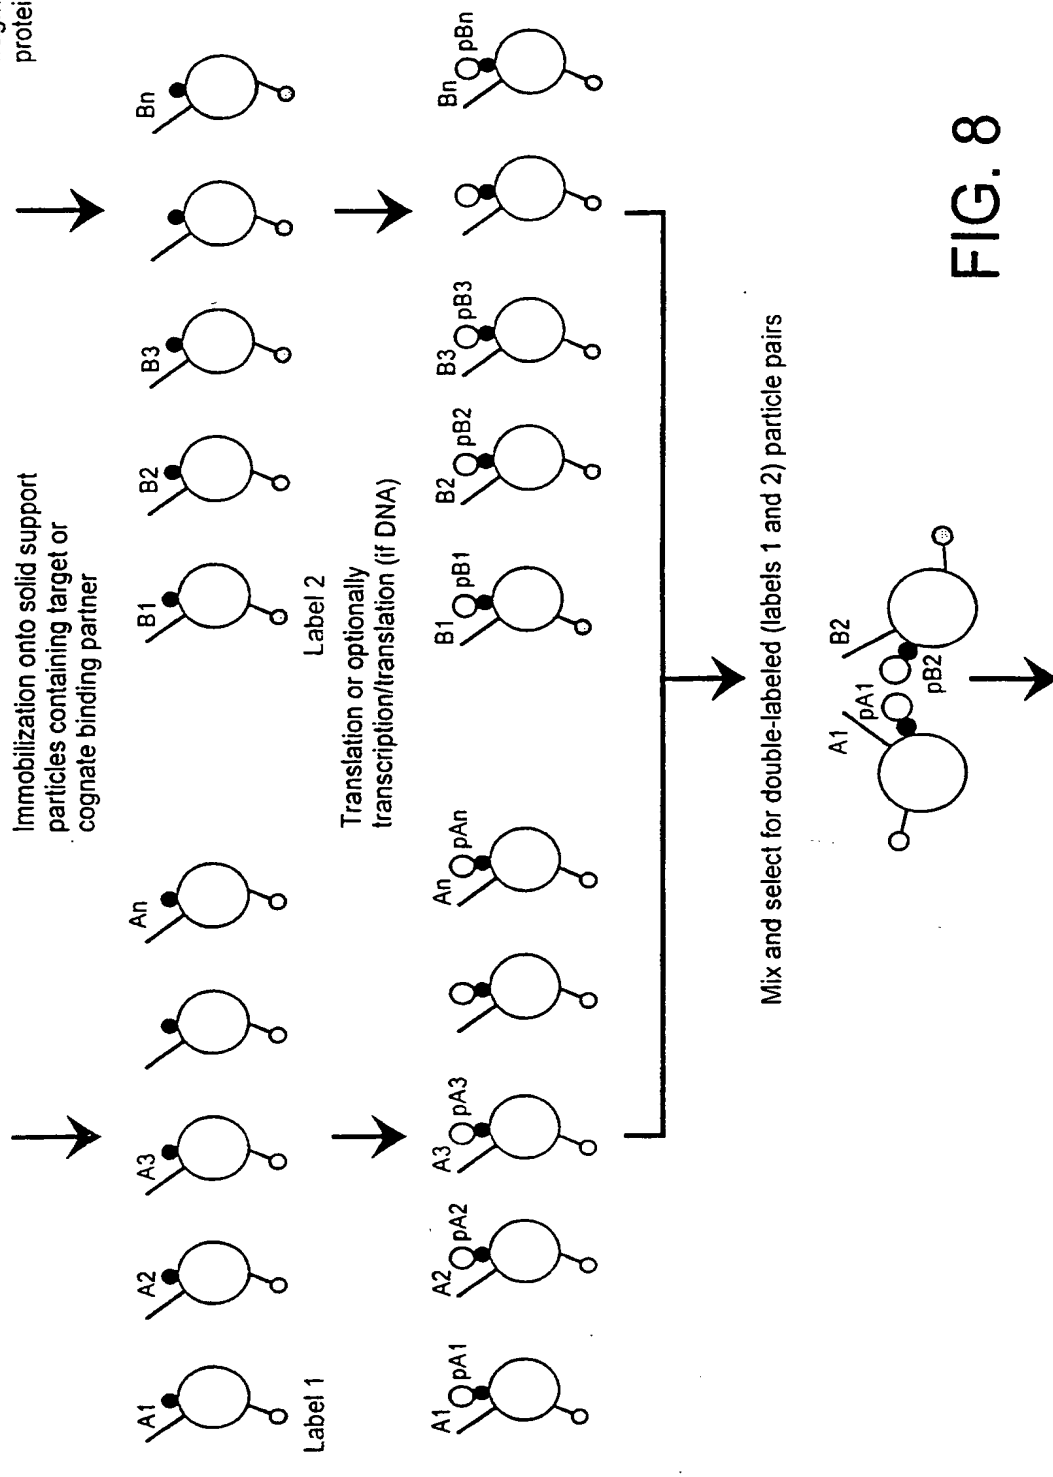 protei
Immobilization onto solid support
particles containing target or
cognate binding partner
A1 A2 A3 An B1 B2 B3 Bn
Label 1
Label 2
Translation or optionally
transcription/translation (if DNA)
A1 pA1 A2 pA2 A3 pA3 An pAn B1 pB1 B2 pB2 B3 pB3 Bn pBn
Mix and select for double-labeled (labels 1 and 2) particle pairs
A1 pA1 B2
pB2
FIG. 8